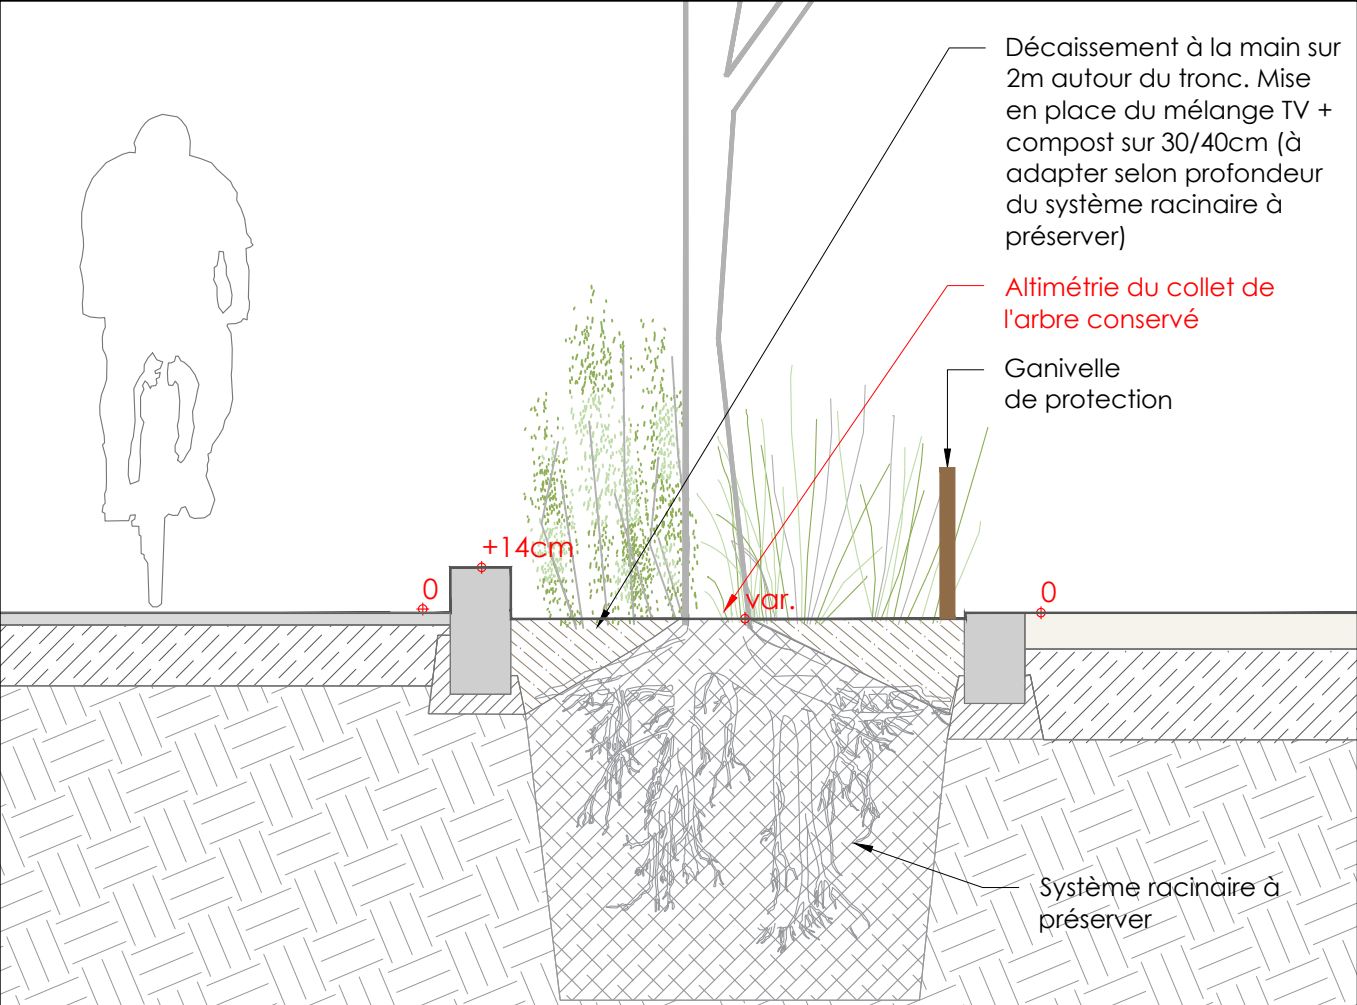 Décaissement à la main sur
2m autour du tronc. Mise
en place du mélange TV +
compost sur 30/40cm (à
adapter selon profondeur
du système racinaire à
préserver)
Altimétrie du collet de
l'arbre conservé
Ganivelle
de protection
+14cm
0
var.
0
Système racinaire à
préserver